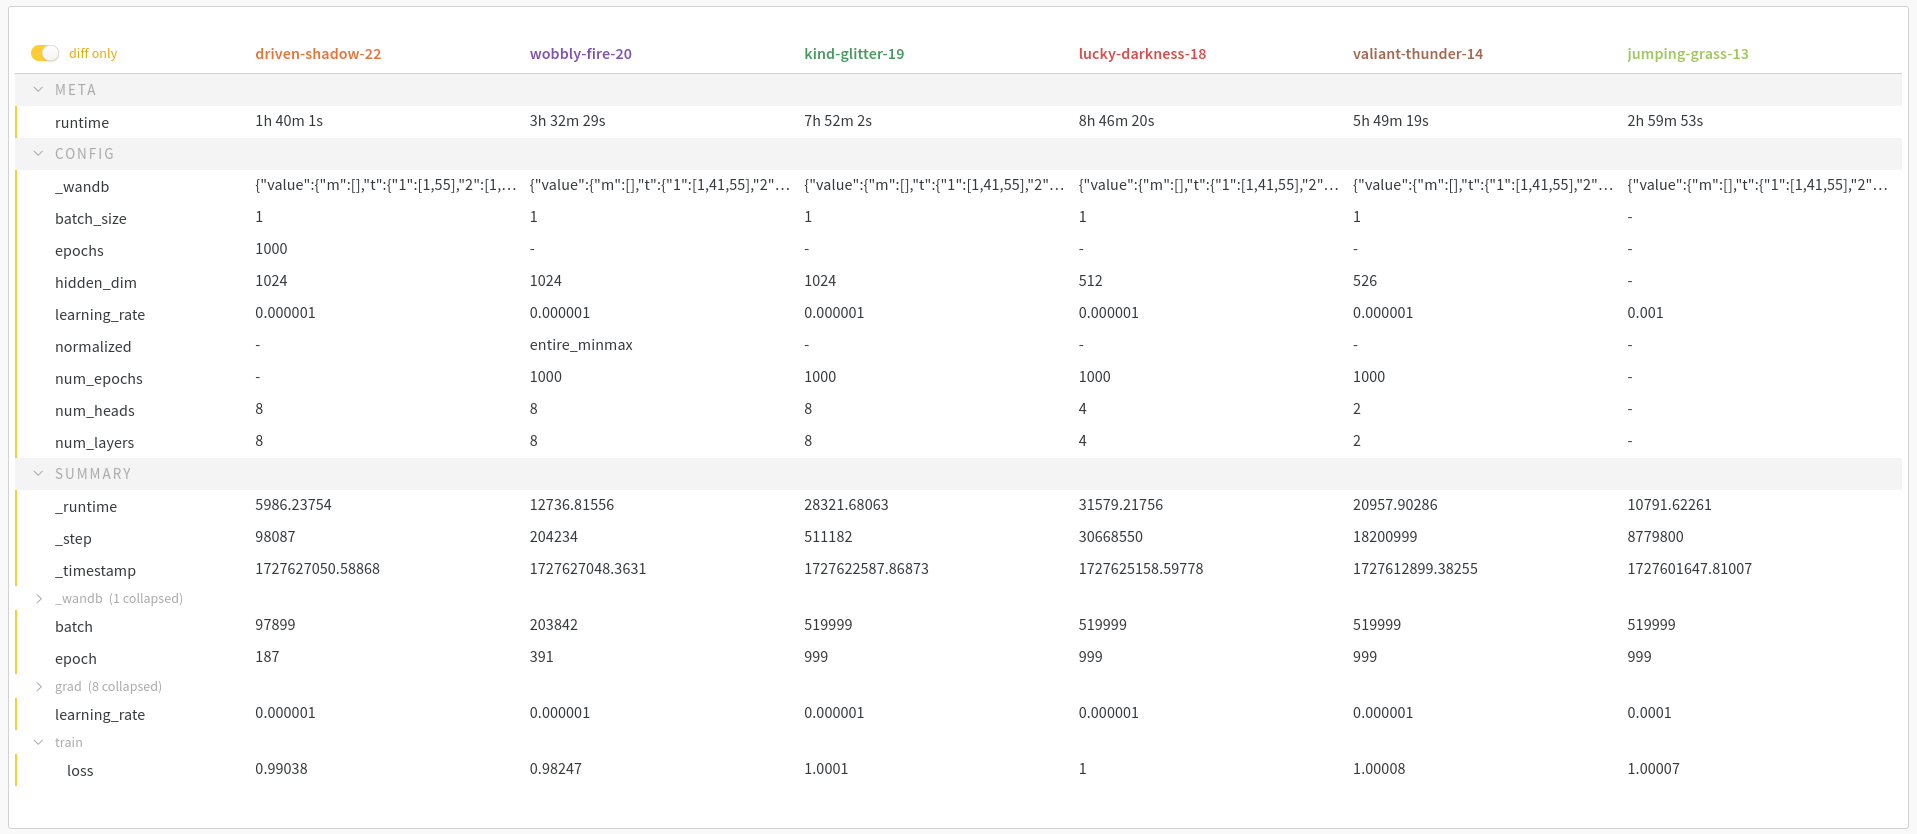 diff only driven-shadow-22 wobbly-fire-20 kind-glitter-19 lucky-darkness-18 valiant-thunder-14 jumping-grass-13
META
runtime 1h 40m 1s 3h 32m 29s 7h 52m 2s 8h 46m 20s 5h 49m 19s 2h 59m 53s
CONFIG
_wandb {"value":{"m":[],"t":{"1":[1,55],"2":[1,... {"value":{"m":[],"t":{"1":[1,41,55],"2"... {"value":{"m":[],"t":{"1":[1,41,55],"2"... {"value":{"m":[],"t":{"1":[1,41,55],"2"... {"value":{"m":[],"t":{"1":[1,41,55],"2"... {"value":{"m":[],"t":{"1":[1,41,55],"2"...
batch_size 1 1 1 1 1 -
epochs 1000 - - - - -
hidden_dim 1024 1024 1024 512 526 -
learning_rate 0.000001 0.000001 0.000001 0.000001 0.000001 0.001
normalized - entire_minmax - - - -
num_epochs - 1000 1000 1000 1000 -
num_heads 8 8 8 4 2 -
num_layers 8 8 8 4 2 -
SUMMARY
_runtime 5986.23754 12736.81556 28321.68063 31579.21756 20957.90286 10791.62261
_step 98087 204234 511182 30668550 18200999 8779800
_timestamp 1727627050.58868 1727627048.3631 1727622587.86873 1727625158.59778 1727612899.38255 1727601647.81007
_wandb (1 collapsed)
batch 97899 203842 519999 519999 519999 519999
epoch 187 391 999 999 999 999
grad (8 collapsed)
learning_rate 0.000001 0.000001 0.000001 0.000001 0.000001 0.0001
train
loss 0.99038 0.98247 1.0001 1 1.00008 1.00007